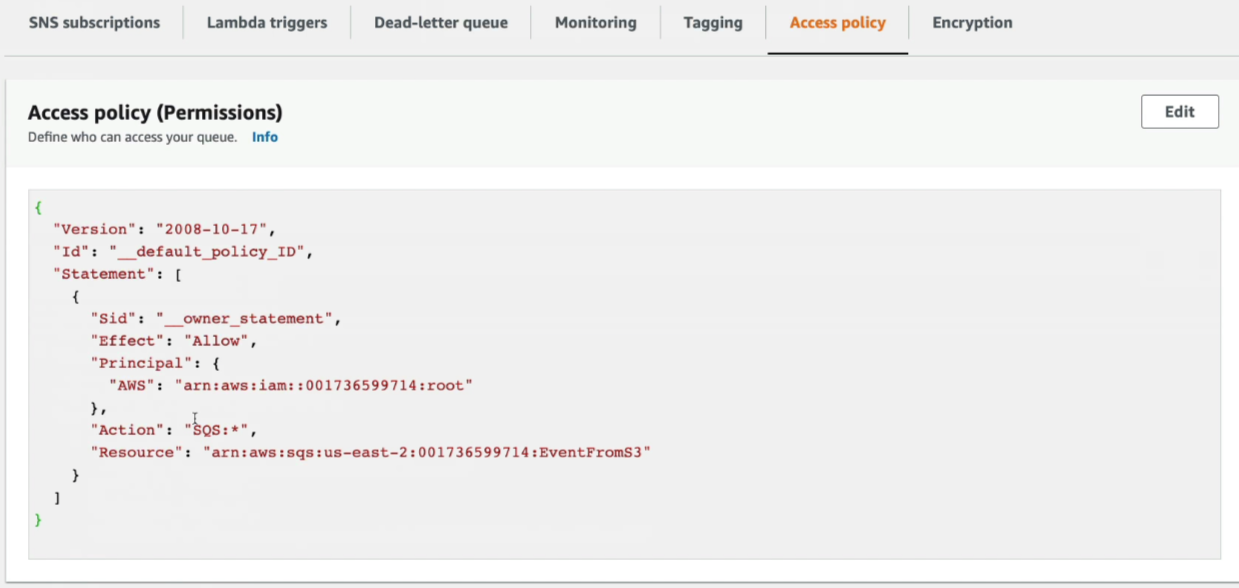 SNS subscriptions Lambda triggers Dead-letter queue Monitoring Tagging Access policy Encryption
Access policy (Permissions)
Edit
Define who can access your queue. Info
{
"Version": "2008-10-17",
"Id": "__default_policy_ID",
"Statement": [
{
"Sid": "__owner_statement",
"Effect": "Allow",
"Principal": {
"AWS": "arn:aws:iam::001736599714:root"
},
"Action": "SQS:*",
"Resource": "arn:aws:sqs:us-east-2:001736599714:EventFromS3"
}
]
}